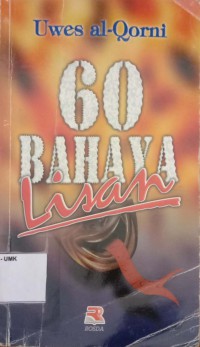 Uwes al-Qorni
60
BAHAYA
Lisan
- UMK
ROSDA